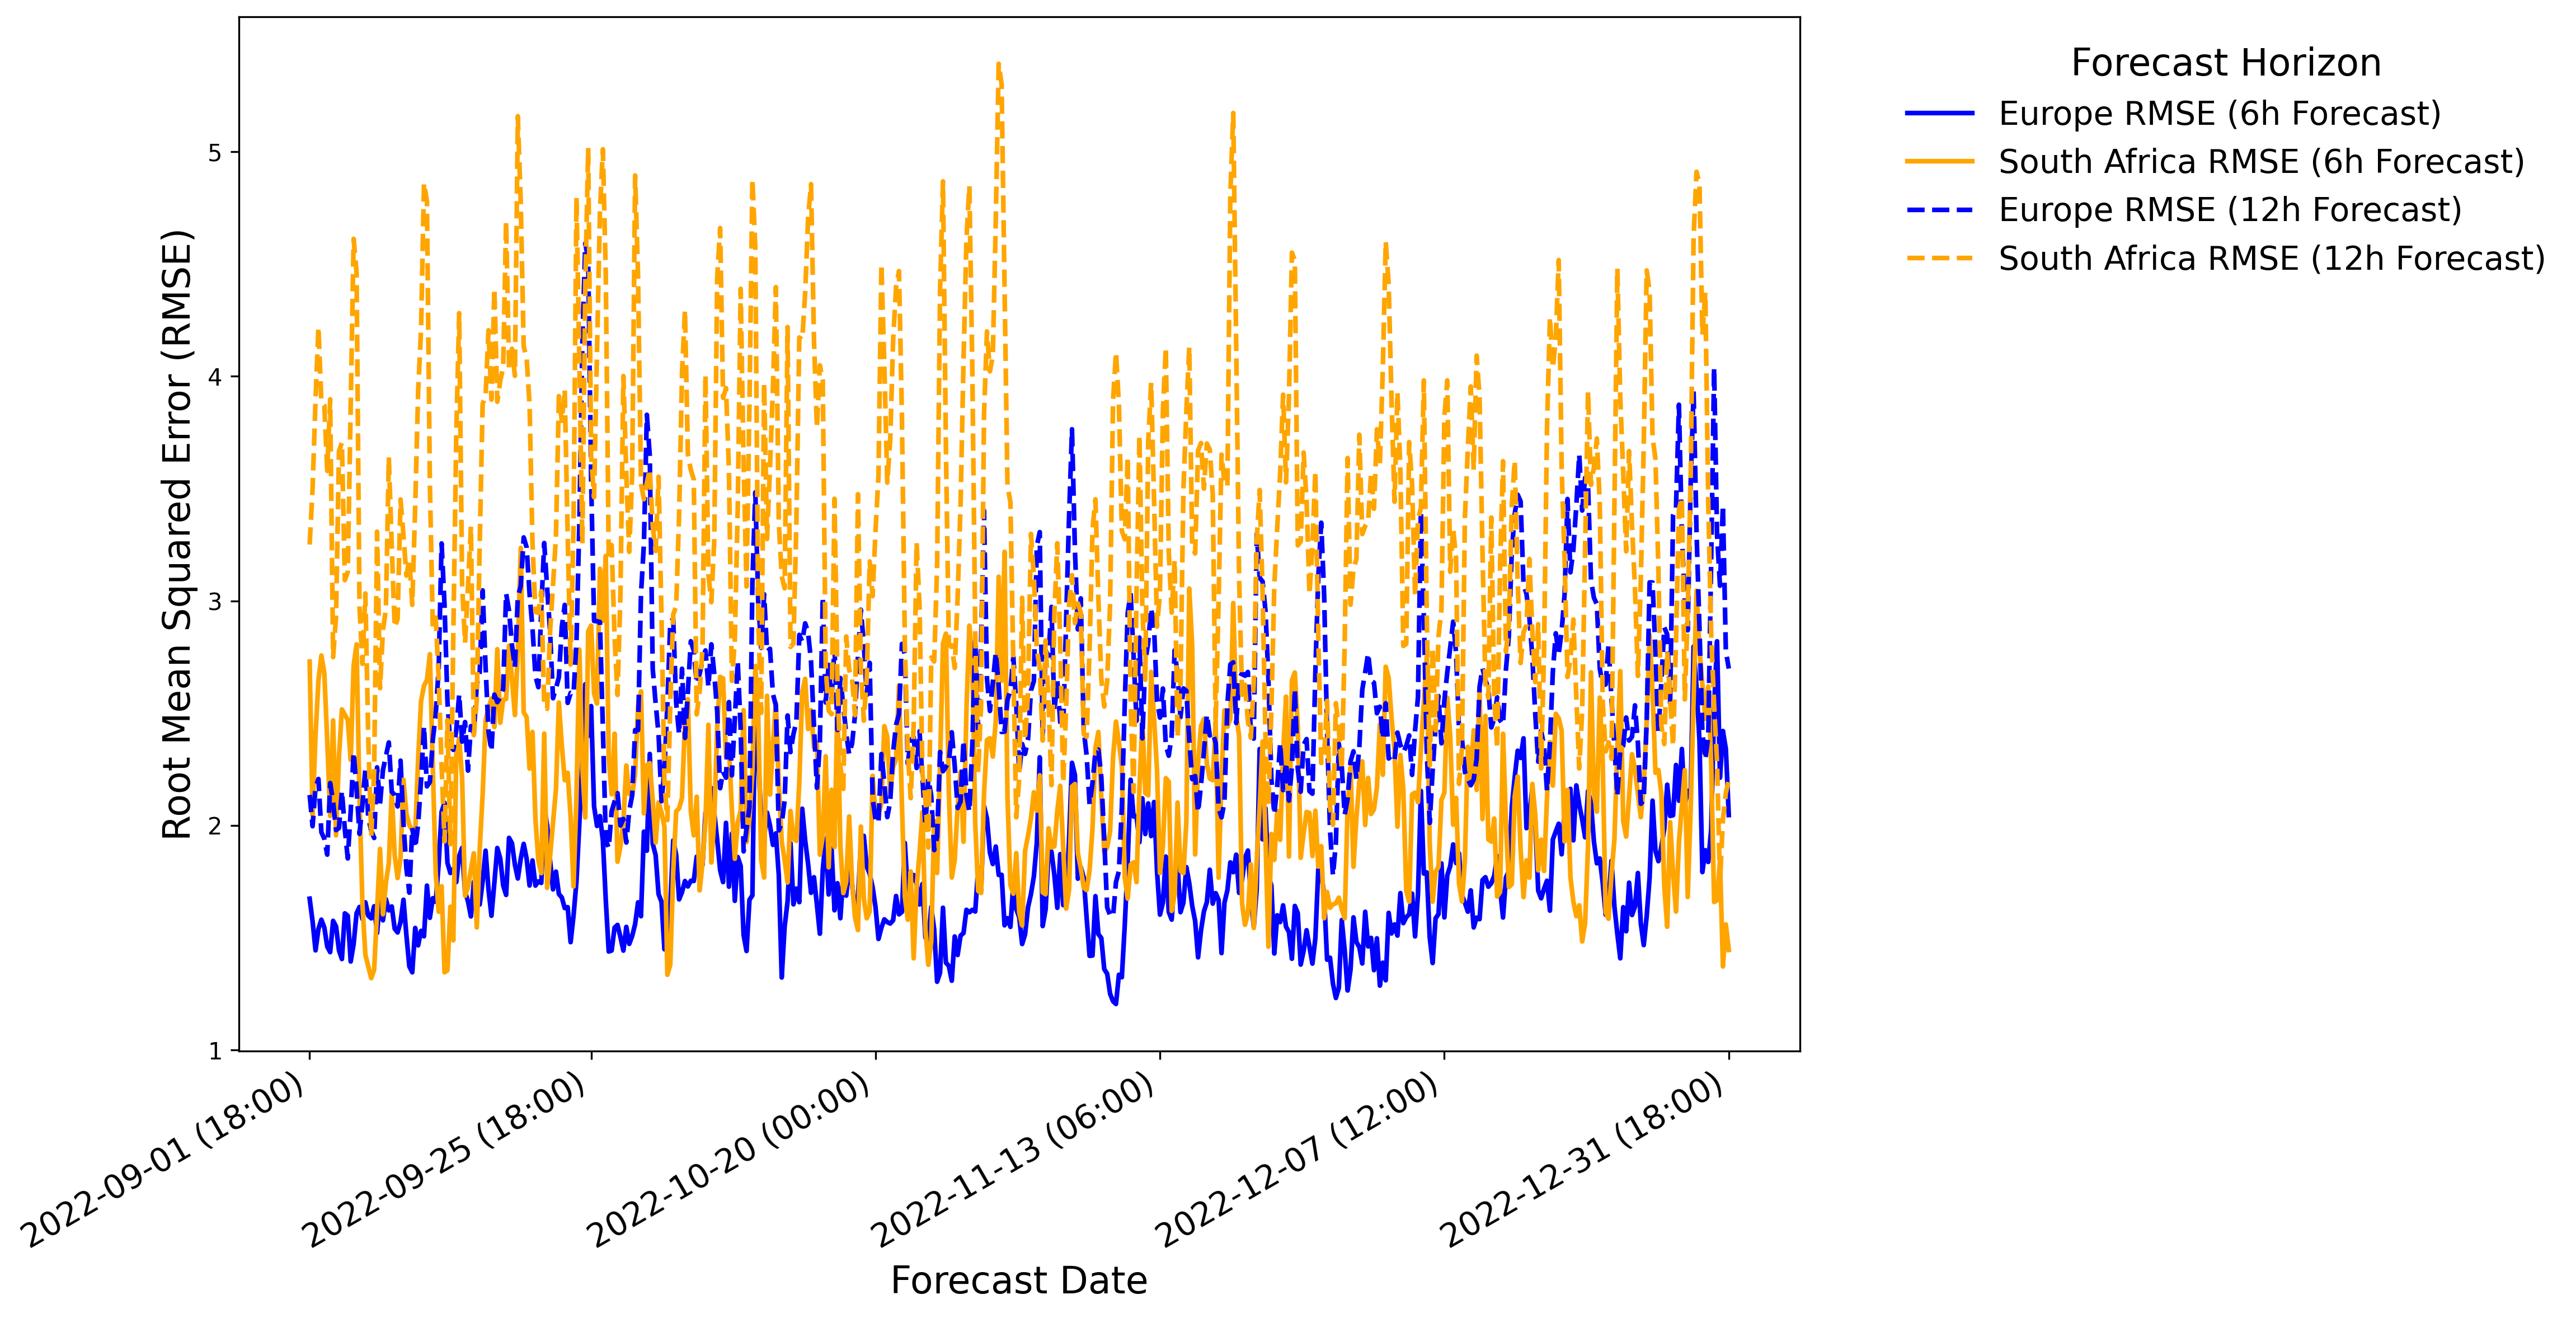 Root Mean Squared Error (RMSE)
5
4
3
2
1
2022-09-01 (18:00)
2022-09-25 (18:00)
2022-10-20 (00:00)
2022-11-13 (06:00)
2022-12-07 (12:00)
2022-12-31 (18:00)
Forecast Date
Forecast Horizon
Europe RMSE (6h Forecast)
South Africa RMSE (6h Forecast)
Europe RMSE (12h Forecast)
South Africa RMSE (12h Forecast)